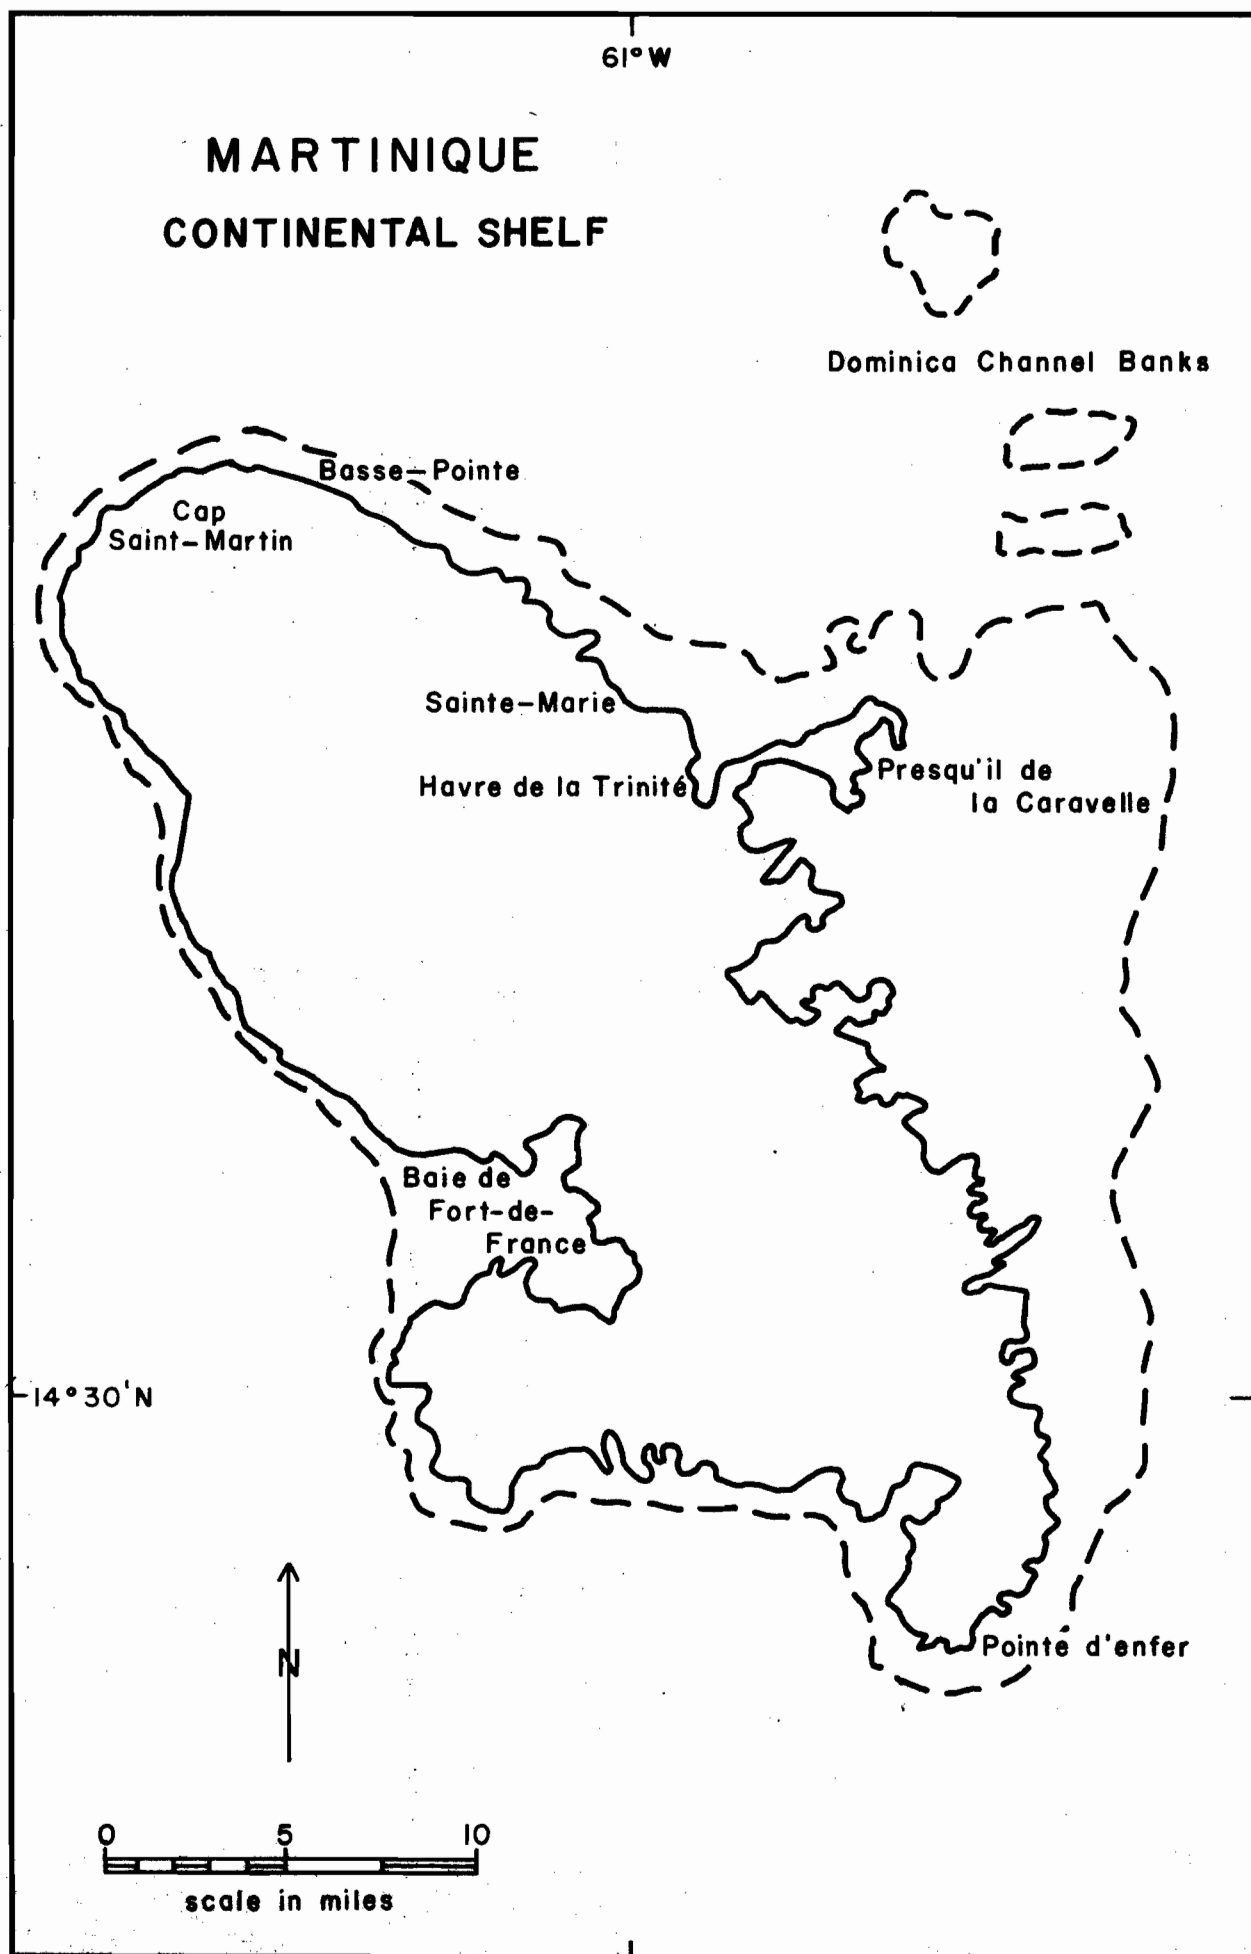 61°W
MARTINIQUE
CONTINENTAL SHELF
Dominica Channel Banks
Basse-Pointe
Cap
Saint-Martin
Sainte-Marie
Havre de la Trinité
Presqu'il de
la Caravelle
Baie de
Fort-de-
France
14°30'N
Pointe d'enfer
N
0 5 10
scale in miles